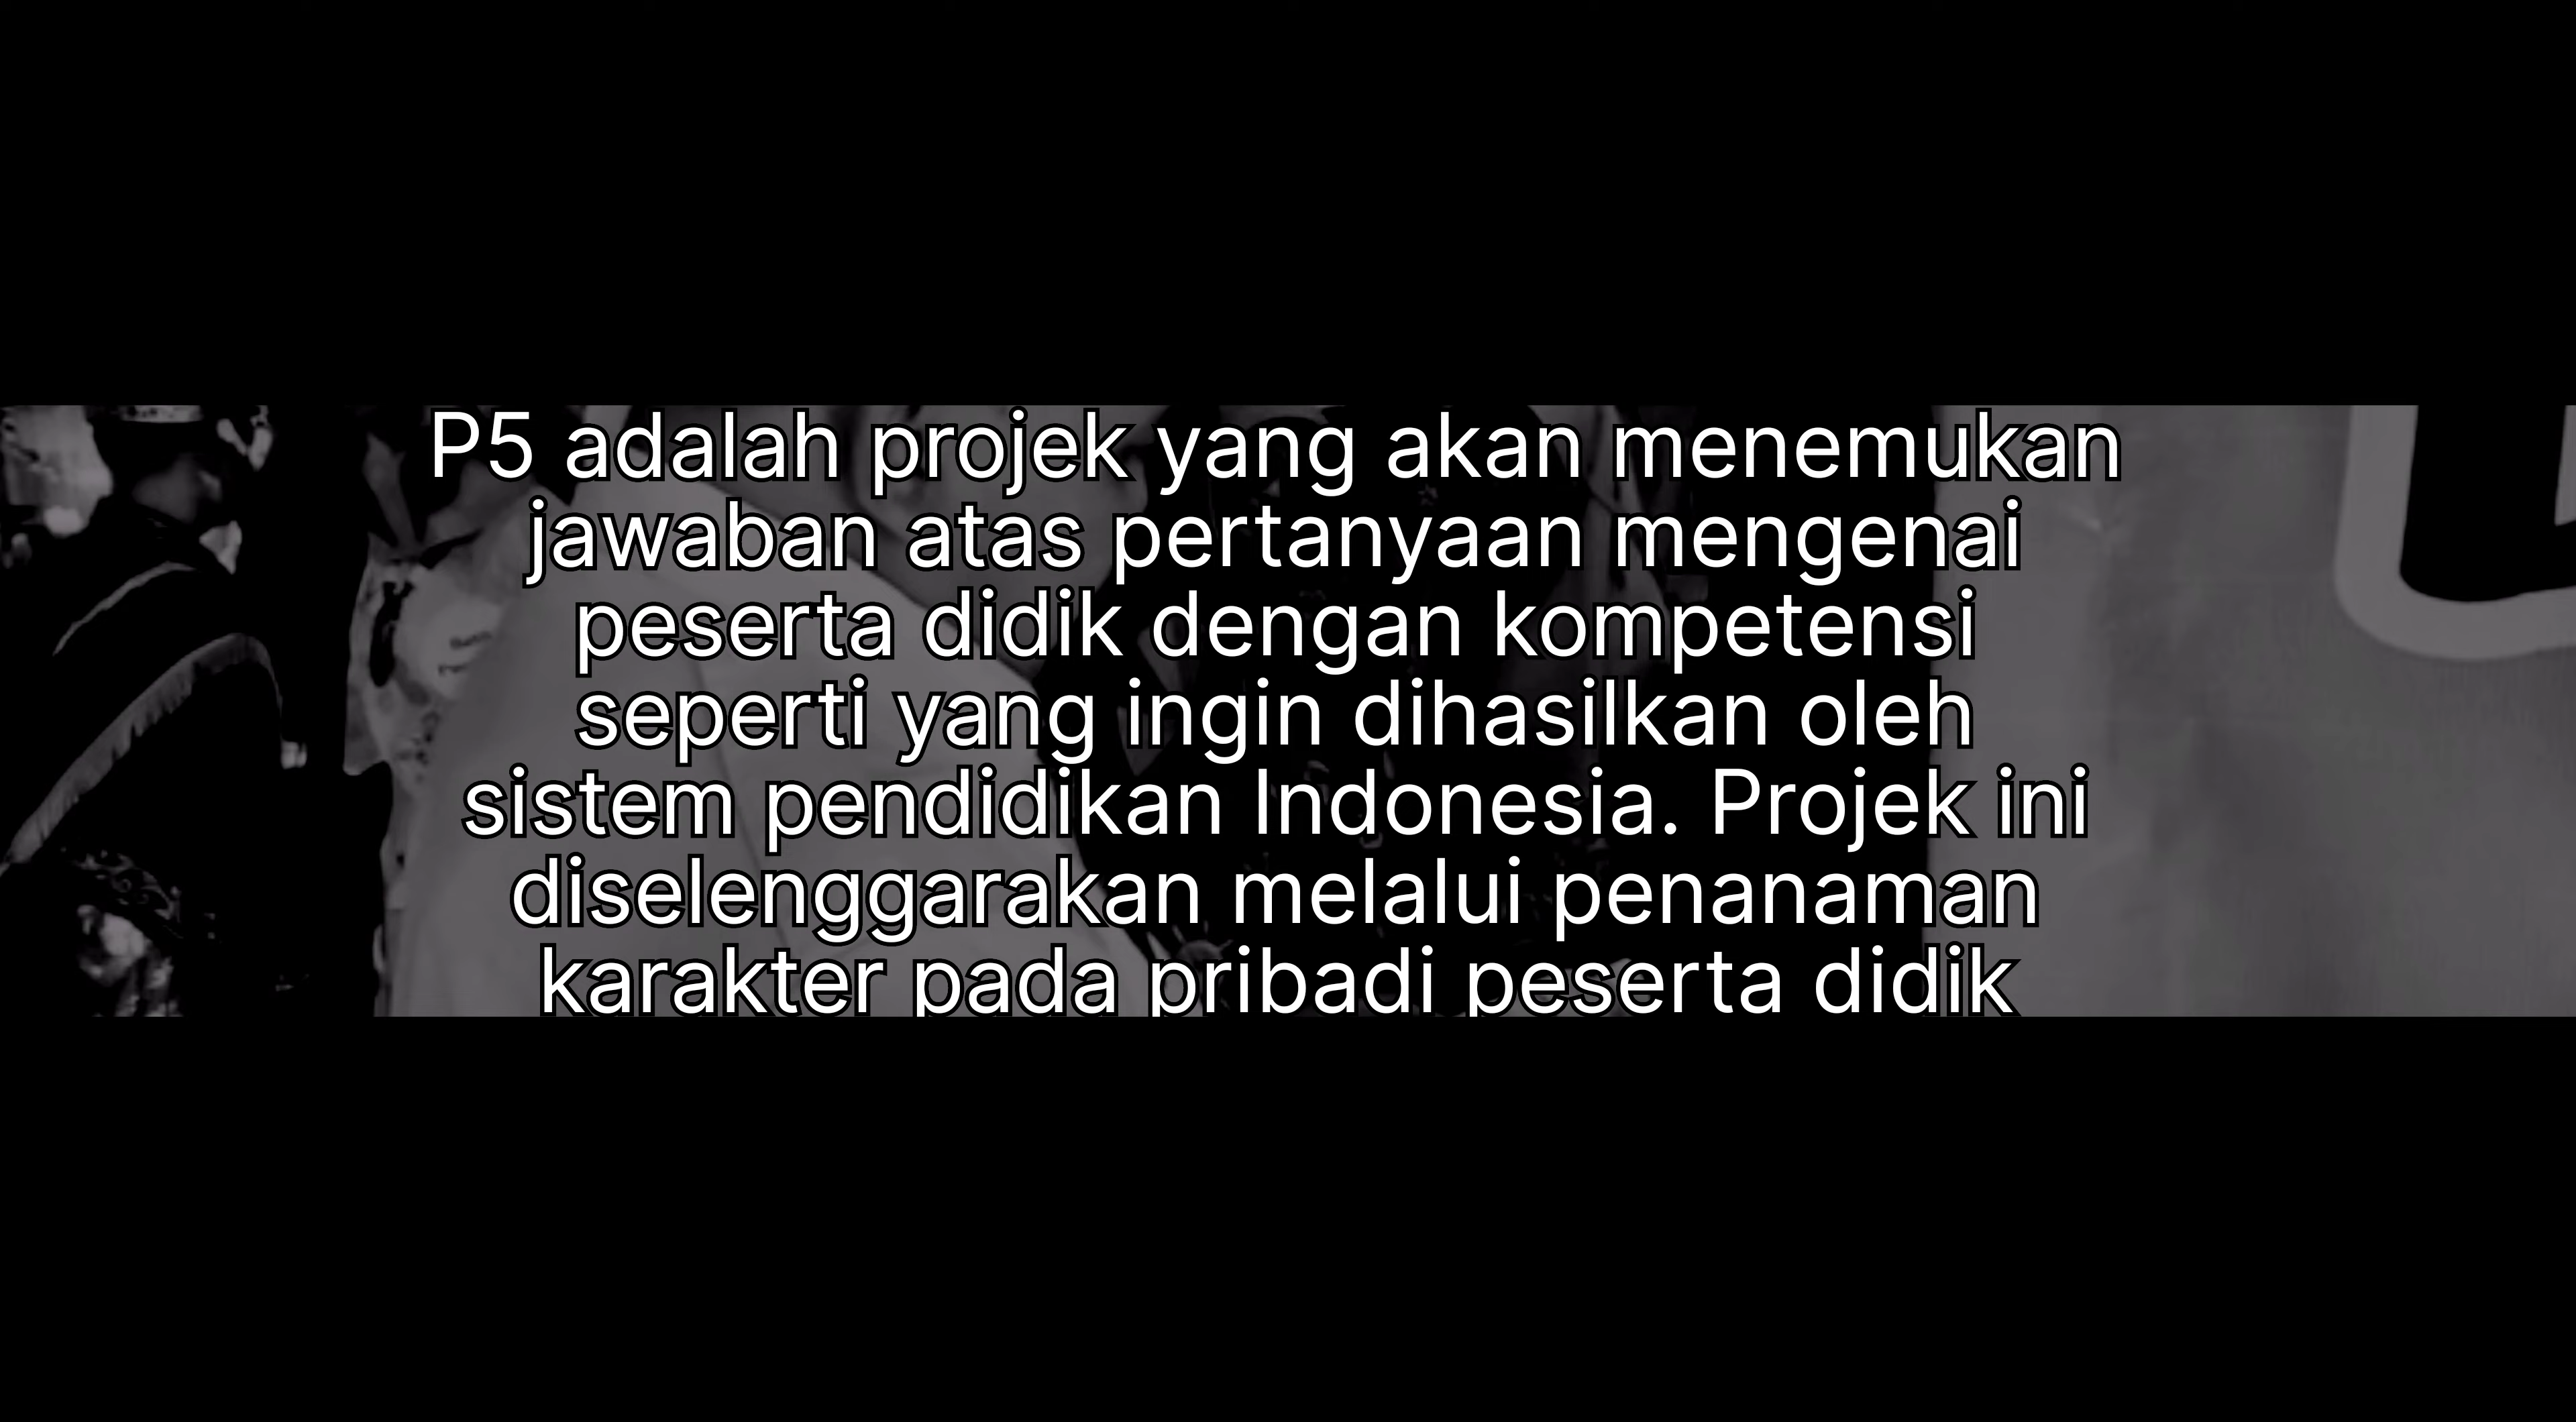 P5 adalah projek yang akan menemukan
jawaban atas pertanyaan mengenai
peserta didik dengan kompetensi
seperti yang ingin dihasilkan oleh
sistem pendidikan Indonesia. Projek ini
diselenggarakan melalui penanaman
karakter pada pribadi peserta didik